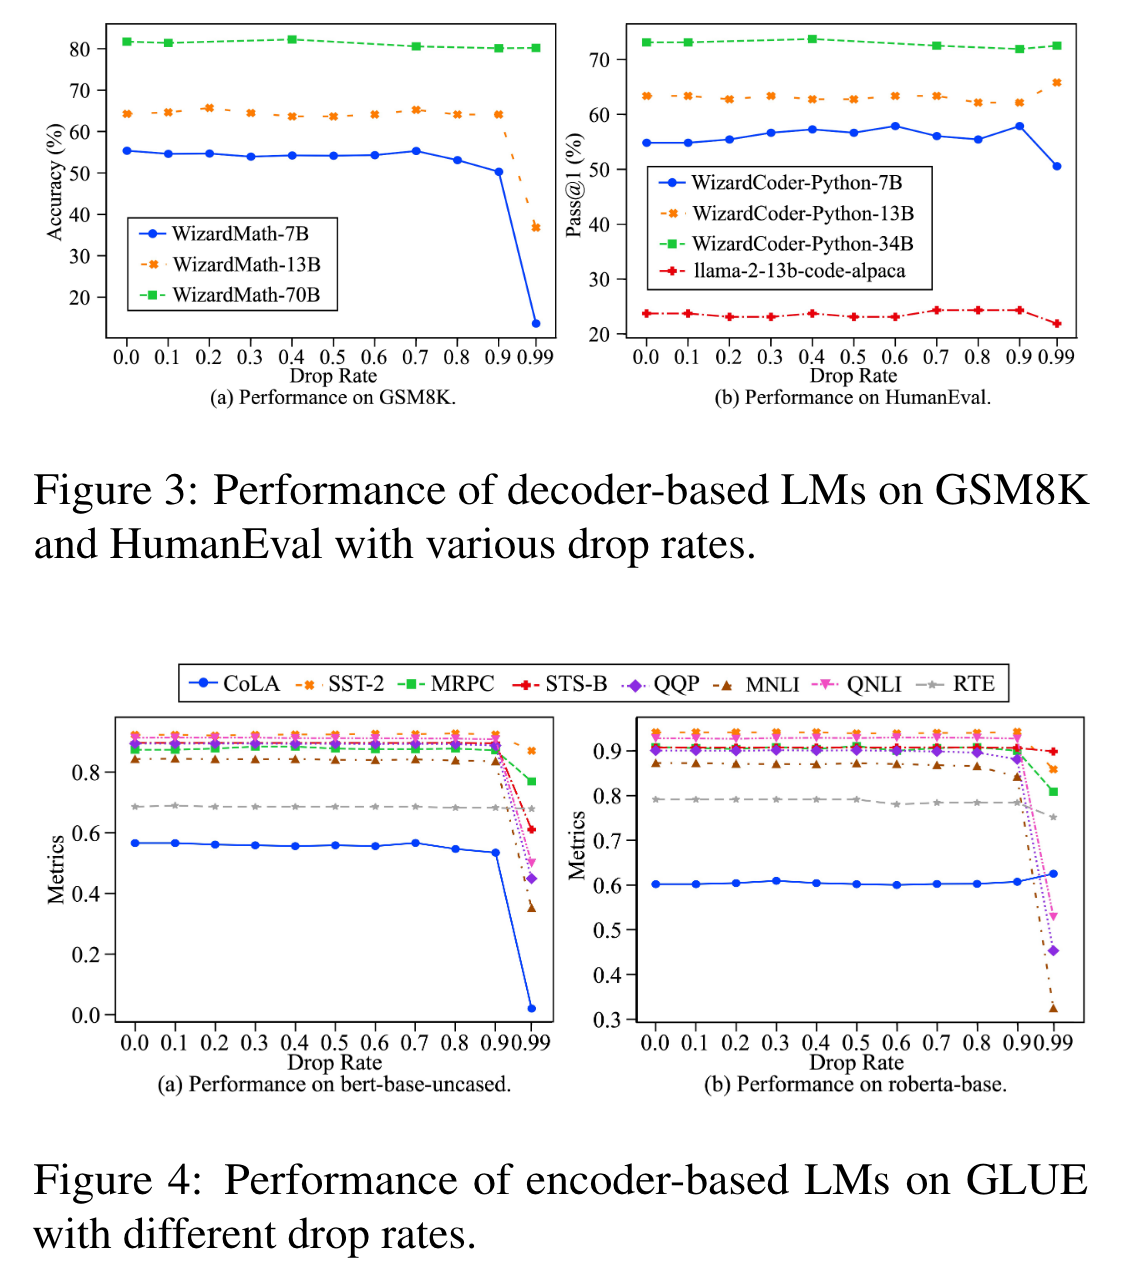 80
70
60
50
40
30
20
Accuracy (%)
WizardMath-7B
WizardMath-13B
WizardMath-70B
0.0 0.1 0.2 0.3 0.4 0.5 0.6 0.7 0.8 0.9 0.99
Drop Rate
(a) Performance on GSM8K.
70
60
50
40
30
20
Pass@1 (%)
WizardCoder-Python-7B
WizardCoder-Python-13B
WizardCoder-Python-34B
llama-2-13b-code-alpaca
0.0 0.1 0.2 0.3 0.4 0.5 0.6 0.7 0.8 0.9 0.99
Drop Rate
(b) Performance on HumanEval.
Figure 3: Performance of decoder-based LMs on GSM8K
and HumanEval with various drop rates.
CoLA SST-2 MRPC STS-B QQP MNLI QNLI RTE
0.8
0.6
0.4
0.2
0.0
Metrics
0.0 0.1 0.2 0.3 0.4 0.5 0.6 0.7 0.8 0.9 0.99
Drop Rate
(a) Performance on bert-base-uncased.
0.9
0.8
0.7
0.6
0.5
0.4
0.3
Metrics
0.0 0.1 0.2 0.3 0.4 0.5 0.6 0.7 0.8 0.9 0.99
Drop Rate
(b) Performance on roberta-base.
Figure 4: Performance of encoder-based LMs on GLUE
with different drop rates.